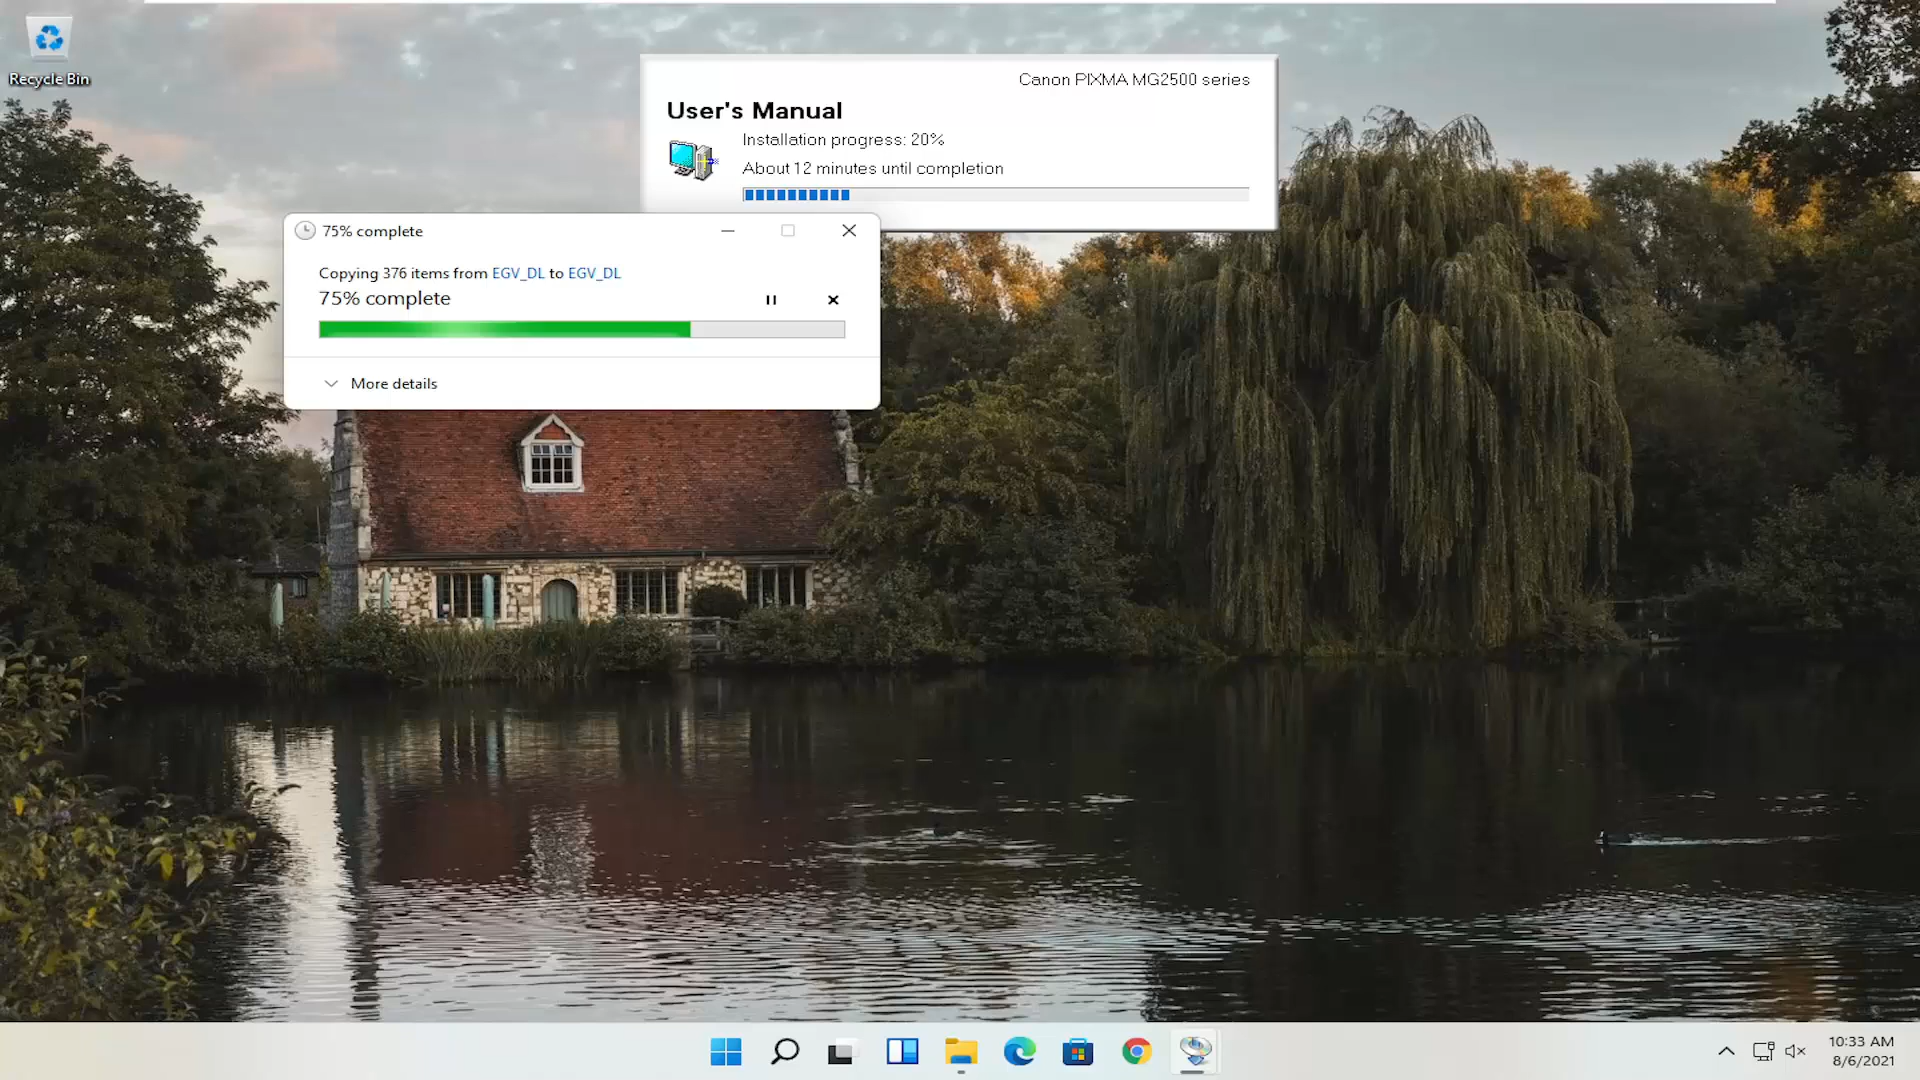 Recycle Bin
Canon PIXMA MG2500 series
User's Manual
Installation progress: 20%
About 12 minutes until completion
75% complete
Copying 376 items from EGV_DL to EGV_DL
75% complete
More details
10:33 AM
8/6/2021